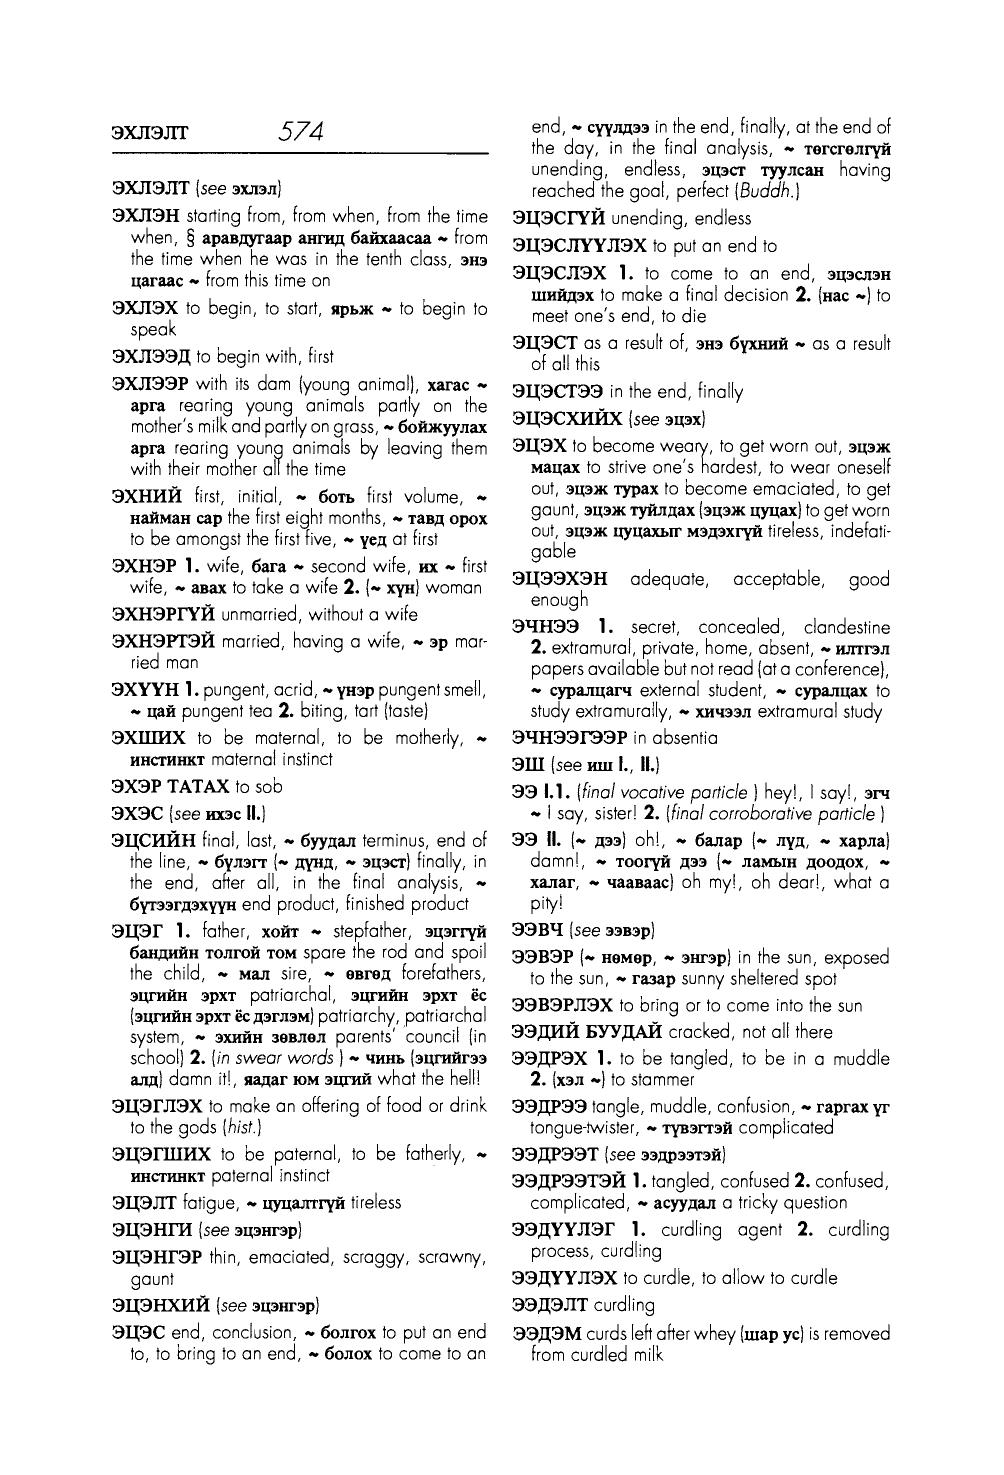 ЭХЛЭЛТ 574
ЭХЛЭЛТ (see эхлэл)
ЭХЛЭН starting from, from when, from the time
when, § аравдугаар ангид байхаасаа ~ from
the time when he was in the tenth class, энэ
цагаас ~ from this time on
ЭХЛЭХ to begin, to start, ярьж ~ to begin to
speak
ЭХЛЭЭД to begin with, first
ЭХЛЭЭР with its dam (young animal), хагас ~
арга rearing young animals partly on the
mother's milk and partly on grass, ~ бойжуулах
арга rearing young animals by leaving them
with their mother all the time
ЭХНИЙ first, initial, ~ боть first volume, ~
найман сар the first eight months, ~ тавд орох
to be amongst the first five, ~ үед at first
ЭХНЭР 1. wife, бага ~ second wife, их ~ first
wife, ~ авах to take a wife 2. (~ хүн) woman
ЭХНЭРГҮЙ unmarried, without a wife
ЭХНЭРТЭЙ married, having a wife, ~ эр mar-
ried man
ЭХҮҮН 1. pungent, acrid, ~ үнэр pungent smell,
~ цай pungent tea 2. biting, tart (taste)
ЭХШИХ to be maternal, to be motherly, ~
инстинкт maternal instinct
ЭХЭР ТАТАХ to sob
ЭХЭС (see ихэс II.)
ЭЦСИЙН final, last, ~ буудал terminus, end of
the line, ~ бүлэгт (~ дүнд, ~ эцэст) finally, in
the end, after all, in the final analysis, ~
бүтээгдэхүүн end product, finished product
ЭЦЭГ 1. father, хойт ~ stepfather, эцэггүй
бандийн толгой том spare the rod and spoil
the child, ~ мал sire, ~ өвгөд forefathers,
эцгийн эрхт patriarchal, эцгийн эрхт ёс
(эцгийн эрхт ёс дэглэм) patriarchy, patriarchal
system, ~ эхийн зөвлөл parents' council (in
school) 2. (in swear words ) ~ чинь (эцгийгээ
алд) damn it!, яадаг юм эцгий what the hell!
ЭЦЭГЛЭХ to make an offering of food or drink
to the gods (hist.)
ЭЦЭГШИХ to be paternal, to be fatherly, ~
инстинкт paternal instinct
ЭЦЭЛТ fatigue, ~ цуцалтгүй tireless
ЭЦЭНГИ (see эцэнгэр)
ЭЦЭНГЭР thin, emaciated, scraggy, scrawny,
gaunt
ЭЦЭНХИЙ (see эцэнгэр)
ЭЦЭС end, conclusion, ~ болгох to put an end
to, to bring to an end, ~ болох to come to an
end, ~ сүүлдээ in the end, finally, at the end of
the day, in the final analysis, ~ төгсгөлгүй
unending, endless, эцэст туулсан having
reached the goal, perfect (Buddh.)
ЭЦЭСГҮЙ unending, endless
ЭЦЭСЛҮҮЛЭХ to put an end to
ЭЦЭСЛЭХ 1. to come to an end, эцэслэн
шийдэх to make a final decision 2. (нас ~) to
meet one's end, to die
ЭЦЭСТ as a result of, энэ бүхний ~ as a result
of all this
ЭЦЭСТЭЭ in the end, finally
ЭЦЭСХИЙХ (see эцэх)
ЭЦЭХ to become weary, to get worn out, эцэж
мацах to strive one's hardest, to wear oneself
out, эцэж турах to become emaciated, to get
gaunt, эцэж туйлдах (эцэж цуцах) to get worn
out, эцэж цуцахыг мэдэхгүй tireless, indefati-
gable
ЭЦЭЭХЭН adequate, acceptable, good
enough
ЭЧНЭЭ 1. secret, concealed, clandestine
2. extramural, private, home, absent, ~ илтгэл
papers available but not read (at a conference),
~ суралцагч external student, ~ суралцах to
study extramurally, ~ хичээл extramural study
ЭЧНЭЭГЭЭР in absentia
ЭШ (see иш I., II.)
ЭЭ I.1. (final vocative particle ) hey!, I say!, эгч
~ I say, sister! 2. (final corroborative particle )
ЭЭ II. (~ дээ) oh!, ~ балар (~ лүд, ~ харла)
damn!, ~ тоогүй дээ (~ ламын доодох, ~
халаг, ~ чааваас) oh my!, oh dear!, what a
pity!
ЭЭВЧ (see ээвэр)
ЭЭВЭР (~ нөмөр, ~ энгэр) in the sun, exposed
to the sun, ~ газар sunny sheltered spot
ЭЭВЭРЛЭХ to bring or to come into the sun
ЭЭДИЙ БУУДАЙ cracked, not all there
ЭЭДРЭХ 1. to be tangled, to be in a muddle
2. (хэл ~) to stammer
ЭЭДРЭЭ tangle, muddle, confusion, ~ гаргах үг
tongue-twister, ~ түвэгтэй complicated
ЭЭДРЭЭТ (see ээдрээтэй)
ЭЭДРЭЭТЭЙ 1. tangled, confused 2. confused,
complicated, ~ асуудал a tricky question
ЭЭДҮҮЛЭГ 1. curdling agent 2. curdling
process, curdling
ЭЭДҮҮЛЭХ to curdle, to allow to curdle
ЭЭДЭЛТ curdling
ЭЭДЭМ curds left after whey (шар ус) is removed
from curdled milk